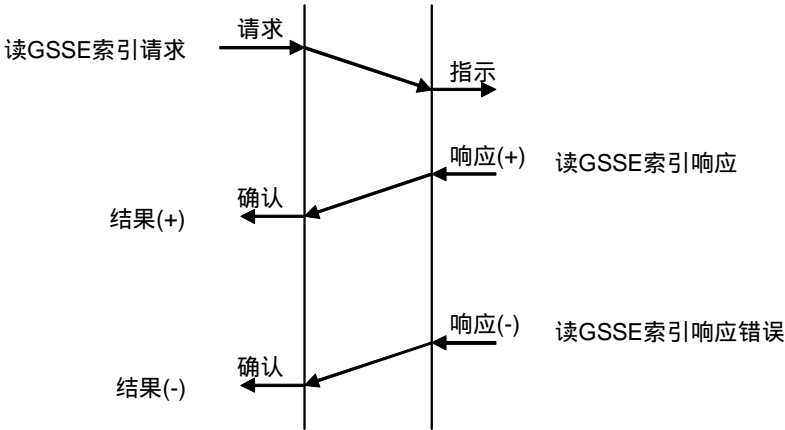 请求
读GSSE索引请求
指示
响应(+)
读GSSE索引响应
确认
结果(+)
响应(-)
读GSSE索引响应错误
确认
结果(-)